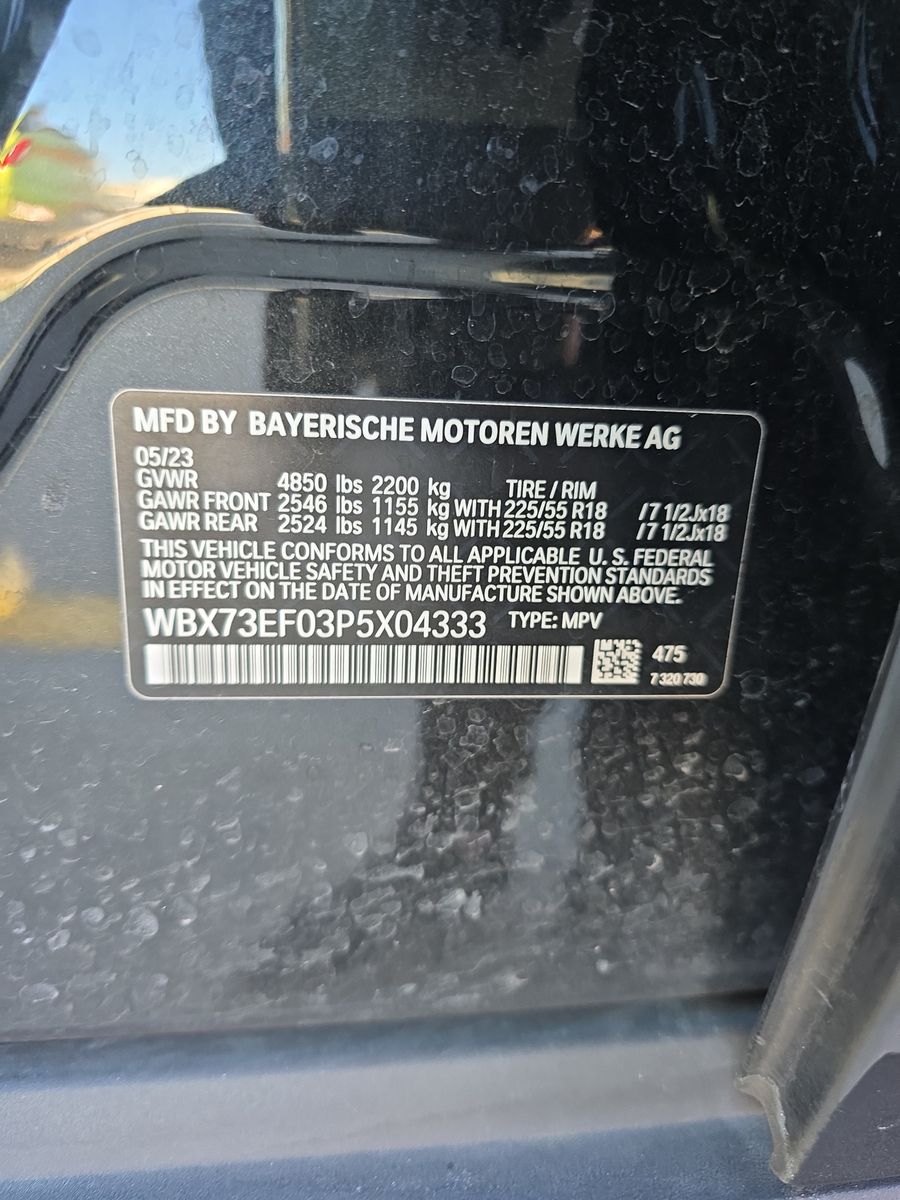 MFD BY BAYERISCHE MOTOREN WERKE AG
05/23
GVWR 4850 lbs 2200 kg TIRE / RIM
GAWR FRONT 2546 lbs 1155 kg WITH 225/55 R18 /7 1/2Jx18
GAWR REAR 2524 lbs 1145 kg WITH 225/55 R18 /7 1/2Jx18
THIS VEHICLE CONFORMS TO ALL APPLICABLE U. S. FEDERAL
MOTOR VEHICLE SAFETY AND THEFT PREVENTION STANDARDS
IN EFFECT ON THE DATE OF MANUFACTURE SHOWN ABOVE.
WBX73EF03P5X04333 TYPE: MPV
475
7 320 730